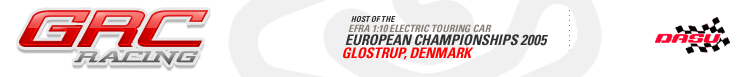 GRC
RACING
HOST OF THE
EFRA 1:10 ELECTRIC TOURING CAR
EUROPEAN CHAMPIONSHIPS 2005
GLOSTRUP, DENMARK
DASU